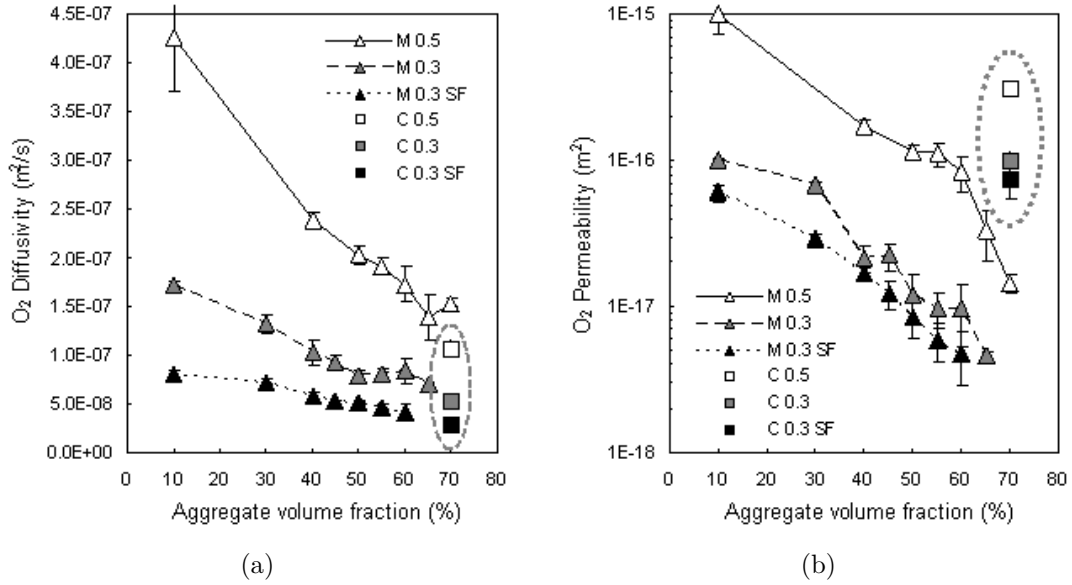 4.5E-07
4.0E-07
3.5E-07
3.0E-07
2.5E-07
2.0E-07
1.5E-07
1.0E-07
5.0E-08
0.0E+00
O₂ Diffusivity (m²/s)
M 0.5
M 0.3
M 0.3 SF
C 0.5
C 0.3
C 0.3 SF
0 10 20 30 40 50 60 70 80
Aggregate volume fraction (%)
(a)
1E-15
1E-16
1E-17
1E-18
O₂ Permeability (m²)
M 0.5
M 0.3
M 0.3 SF
C 0.5
C 0.3
C 0.3 SF
0 10 20 30 40 50 60 70 80
Aggregate volume fraction (%)
(b)